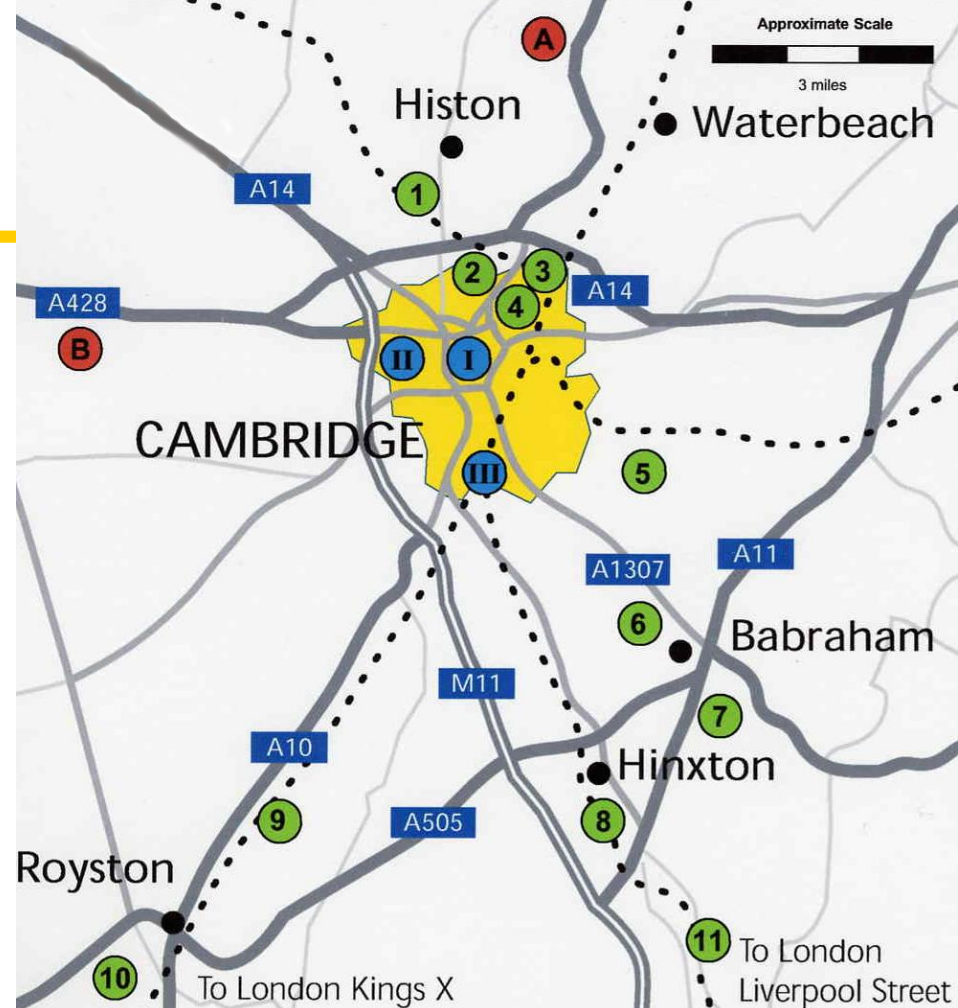 A
Approximate Scale
3 miles
Histon
Waterbeach
A14
1
2
3
A14
A428
4
B
II
I
CAMBRIDGE
III
5
A11
A1307
6
Babraham
M11
7
A10
Hinxton
9
A505
8
Royston
11
To London
Liverpool Street
10
To London Kings X